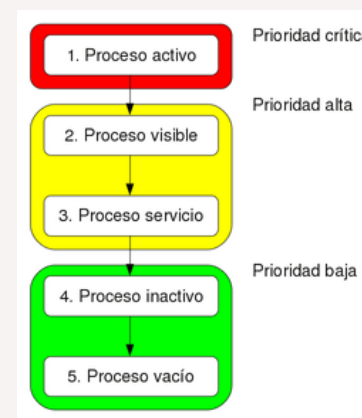 Prioridad crític
1. Proceso activo
Prioridad alta
2. Proceso visible
3. Proceso servicio
Prioridad baja
4. Proceso inactivo
5. Proceso vacío